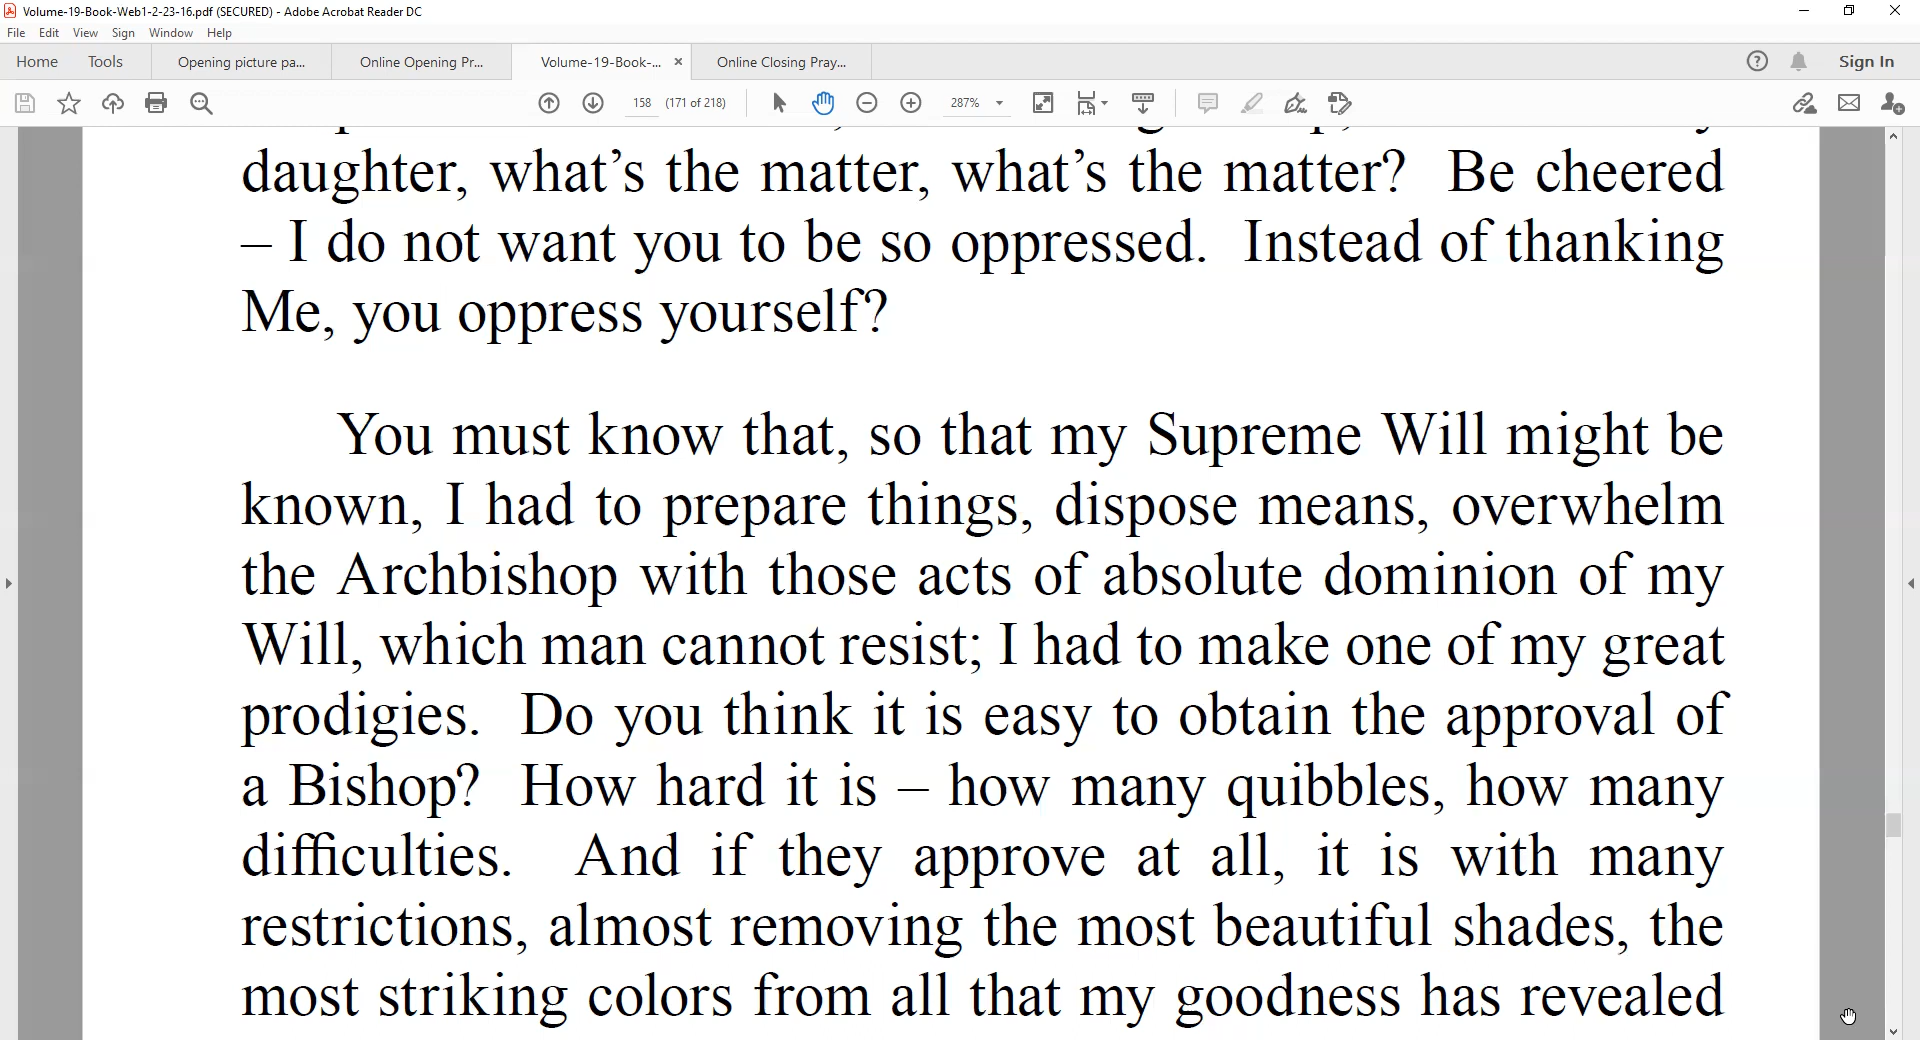 Volume-19-Book-Web1-2-23-16.pdf (SECURED) - Adobe Acrobat Reader DC
File Edit View Sign Window Help
Home Tools Opening picture pa... Online Opening Pr... Volume-19-Book-... × Online Closing Pray... Sign In
158 (171 of 218) 287%
daughter, what’s the matter, what’s the matter? Be cheered
– I do not want you to be so oppressed. Instead of thanking
Me, you oppress yourself?
You must know that, so that my Supreme Will might be
known, I had to prepare things, dispose means, overwhelm
the Archbishop with those acts of absolute dominion of my
Will, which man cannot resist; I had to make one of my great
prodigies. Do you think it is easy to obtain the approval of
a Bishop? How hard it is – how many quibbles, how many
difficulties. And if they approve at all, it is with many
restrictions, almost removing the most beautiful shades, the
most striking colors from all that my goodness has revealed